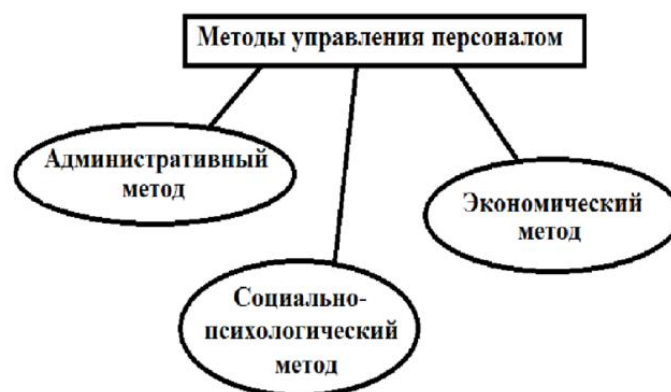 Методы управления персоналом
Административный
метод
Экономический
метод
Социально-
психологический
метод